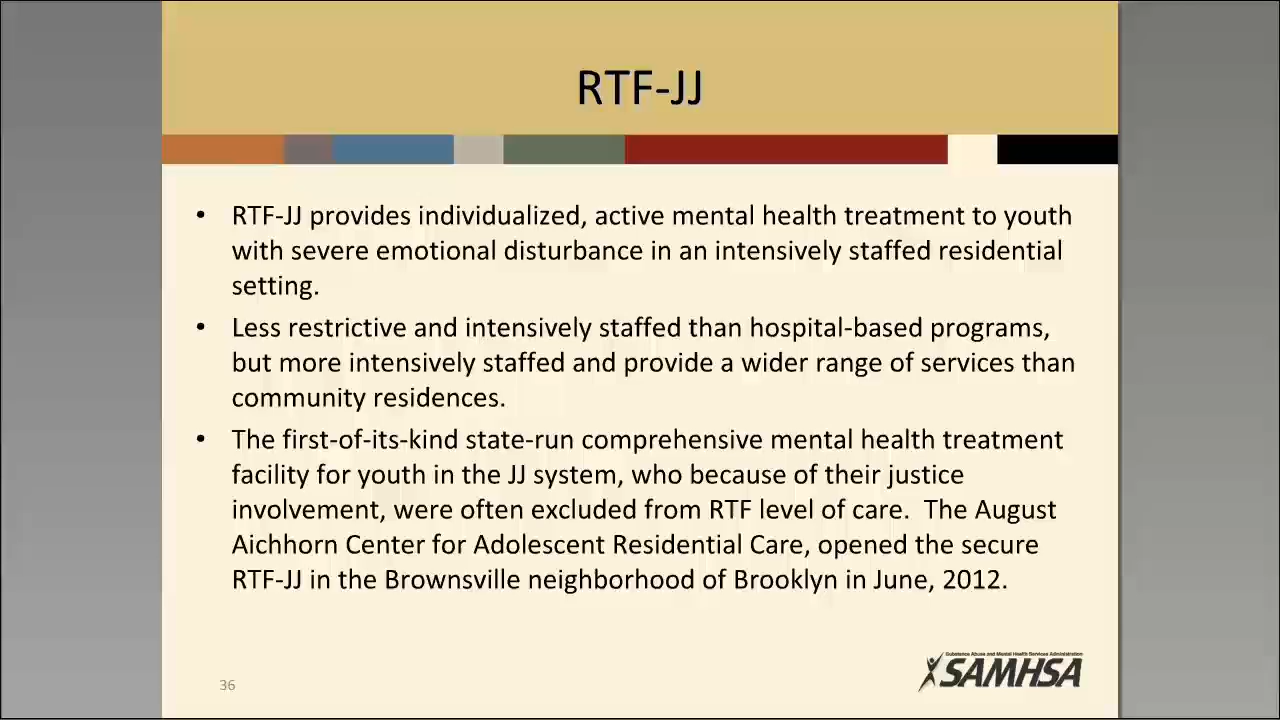 RTF-JJ
• RTF-JJ provides individualized, active mental health treatment to youth
with severe emotional disturbance in an intensively staffed residential
setting.
• Less restrictive and intensively staffed than hospital-based programs,
but more intensively staffed and provide a wider range of services than
community residences.
• The first-of-its-kind state-run comprehensive mental health treatment
facility for youth in the JJ system, who because of their justice
involvement, were often excluded from RTF level of care.  The August
Aichhorn Center for Adolescent Residential Care, opened the secure
RTF-JJ in the Brownsville neighborhood of Brooklyn in June, 2012.
Substance Abuse and Mental Health Services Administration
SAMHSA
36